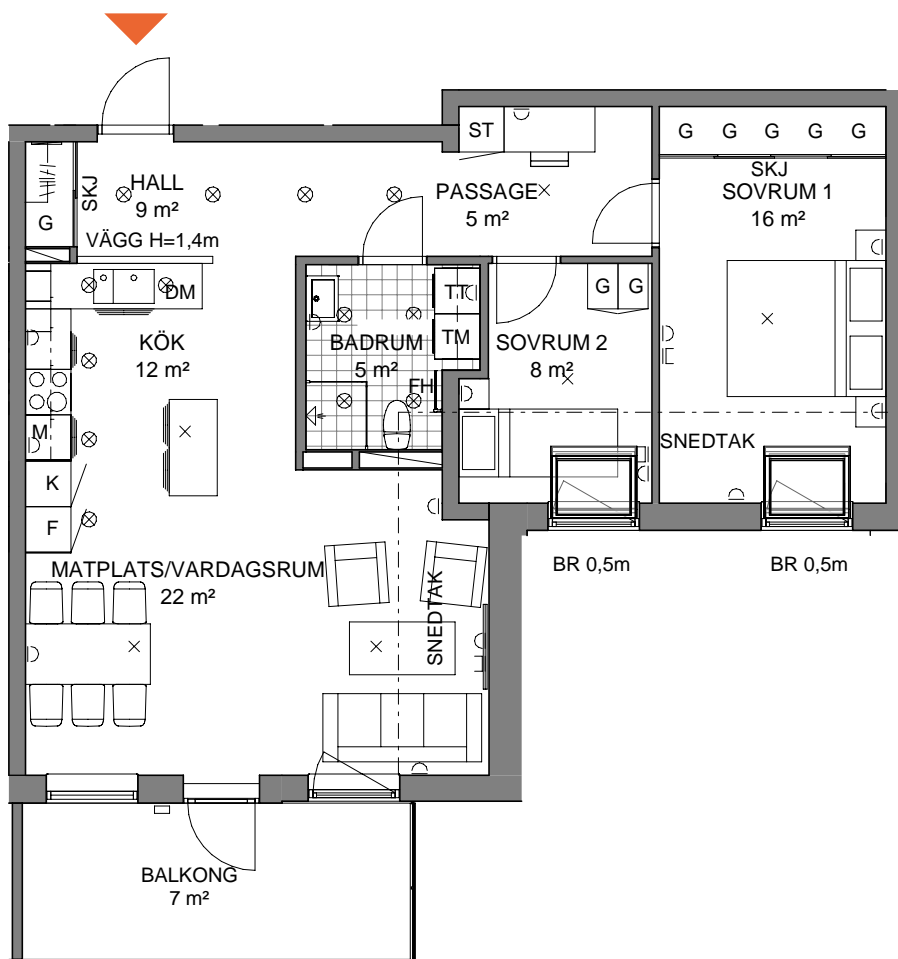 ST
G G G G G
SKJ
HALL
9 m²
PASSAGE
5 m²
SKJ
SOVRUM 1
16 m²
G
VÄGG H=1,4m
DM
TT
G G
KÖK
12 m²
BADRUM
5 m²
TM
SOVRUM 2
8 m²
FH
M
SNEDTAK
K
F
BR 0,5m
BR 0,5m
MATPLATS/VARDAGSRUM
22 m²
SNEDTAK
BALKONG
7 m²